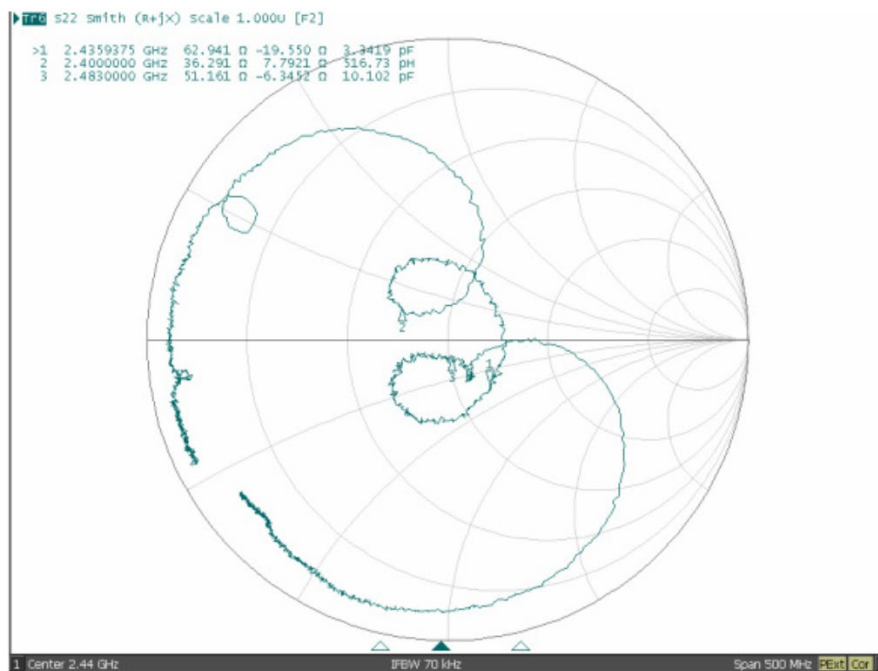 Tr6 S22 Smith (R+jX) Scale 1.000U [F2]
>1 2.4359375 GHz 62.941 Ω -19.550 Ω 3.3419 pF
2 2.4000000 GHz 36.291 Ω 7.7921 Ω 516.73 pH
3 2.4830000 GHz 51.161 Ω -6.3452 Ω 10.102 pF
1 Center 2.44 GHz IFBW 70 kHz Span 500 MHz PExt Cor